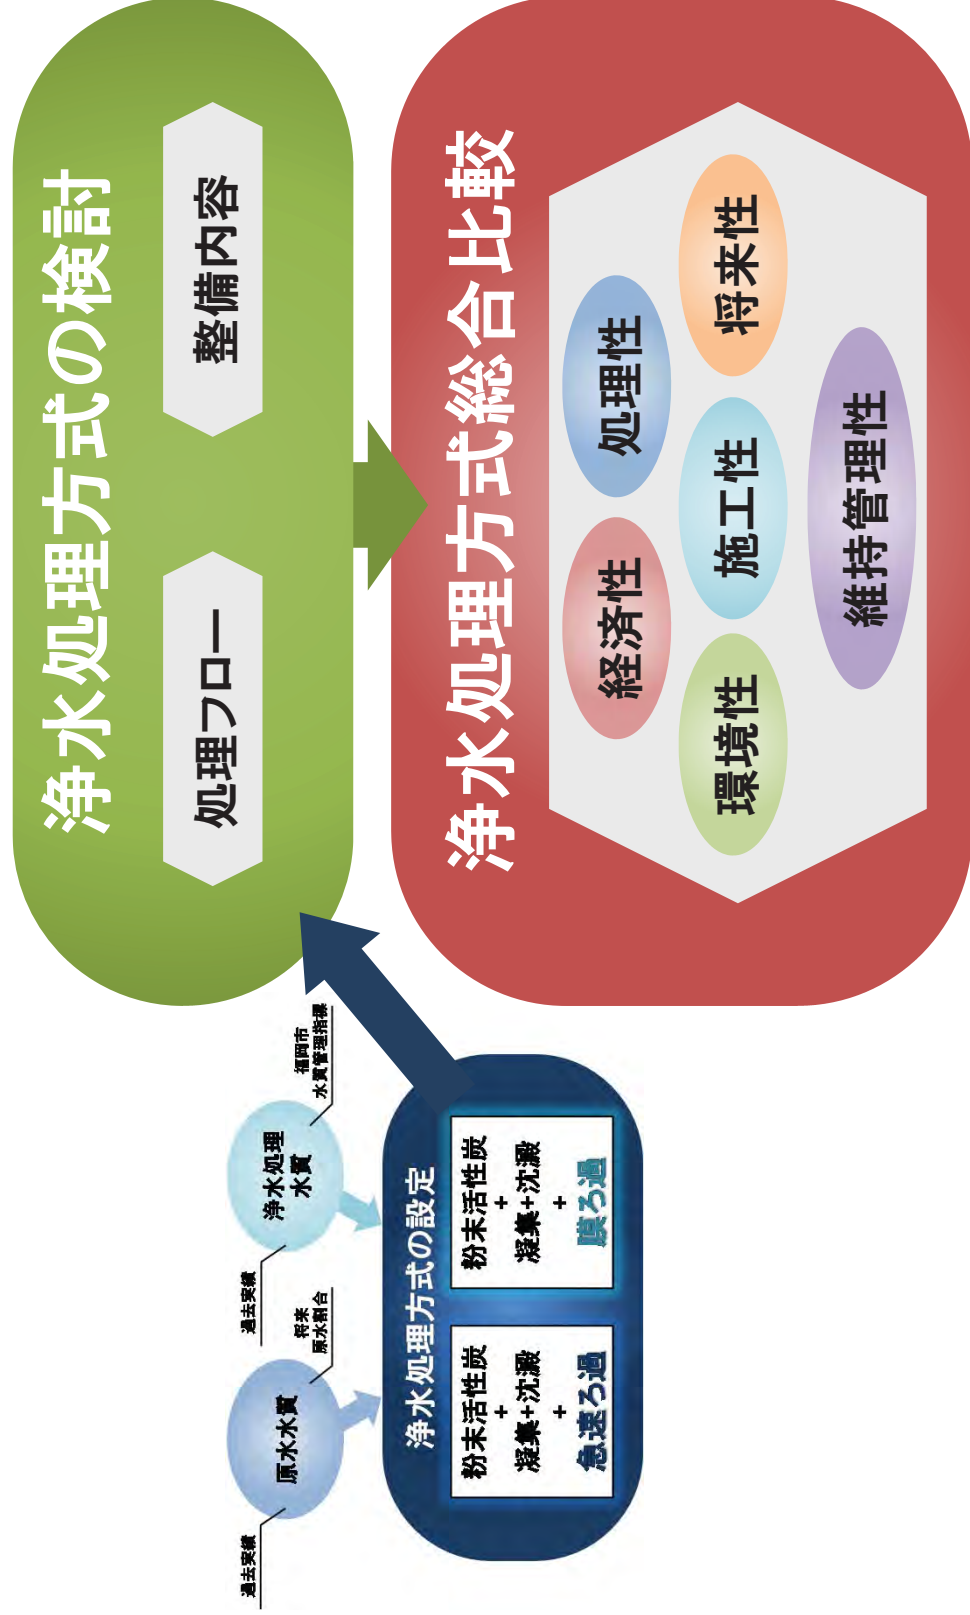 過去実績
原水水質
将来
原水割合
過去実績
浄水処理
水質
福岡市
水質管理指標
浄水処理方式の設定
粉末活性炭
+
凝集+沈澱
+
急速ろ過
粉末活性炭
+
凝集+沈澱
+
膜ろ過
浄水処理方式の検討
処理フロー
整備内容
浄水処理方式総合比較
経済性
処理性
環境性
施工性
将来性
維持管理性